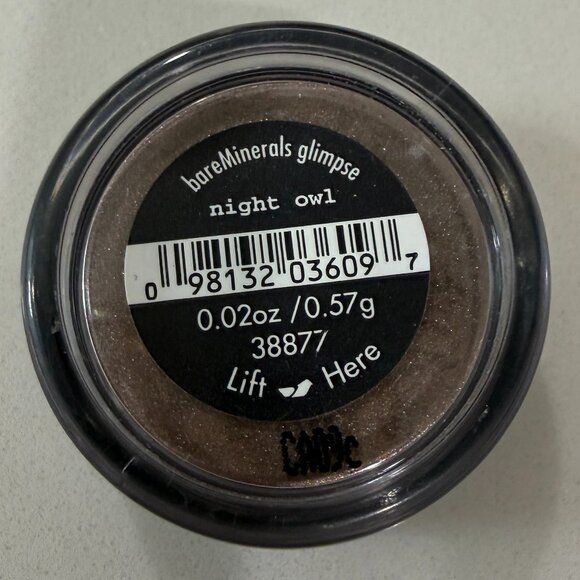 bareMinerals glimpse
night owl
0 98132 03609 7
0.02oz /0.57g
38877
Lift Here